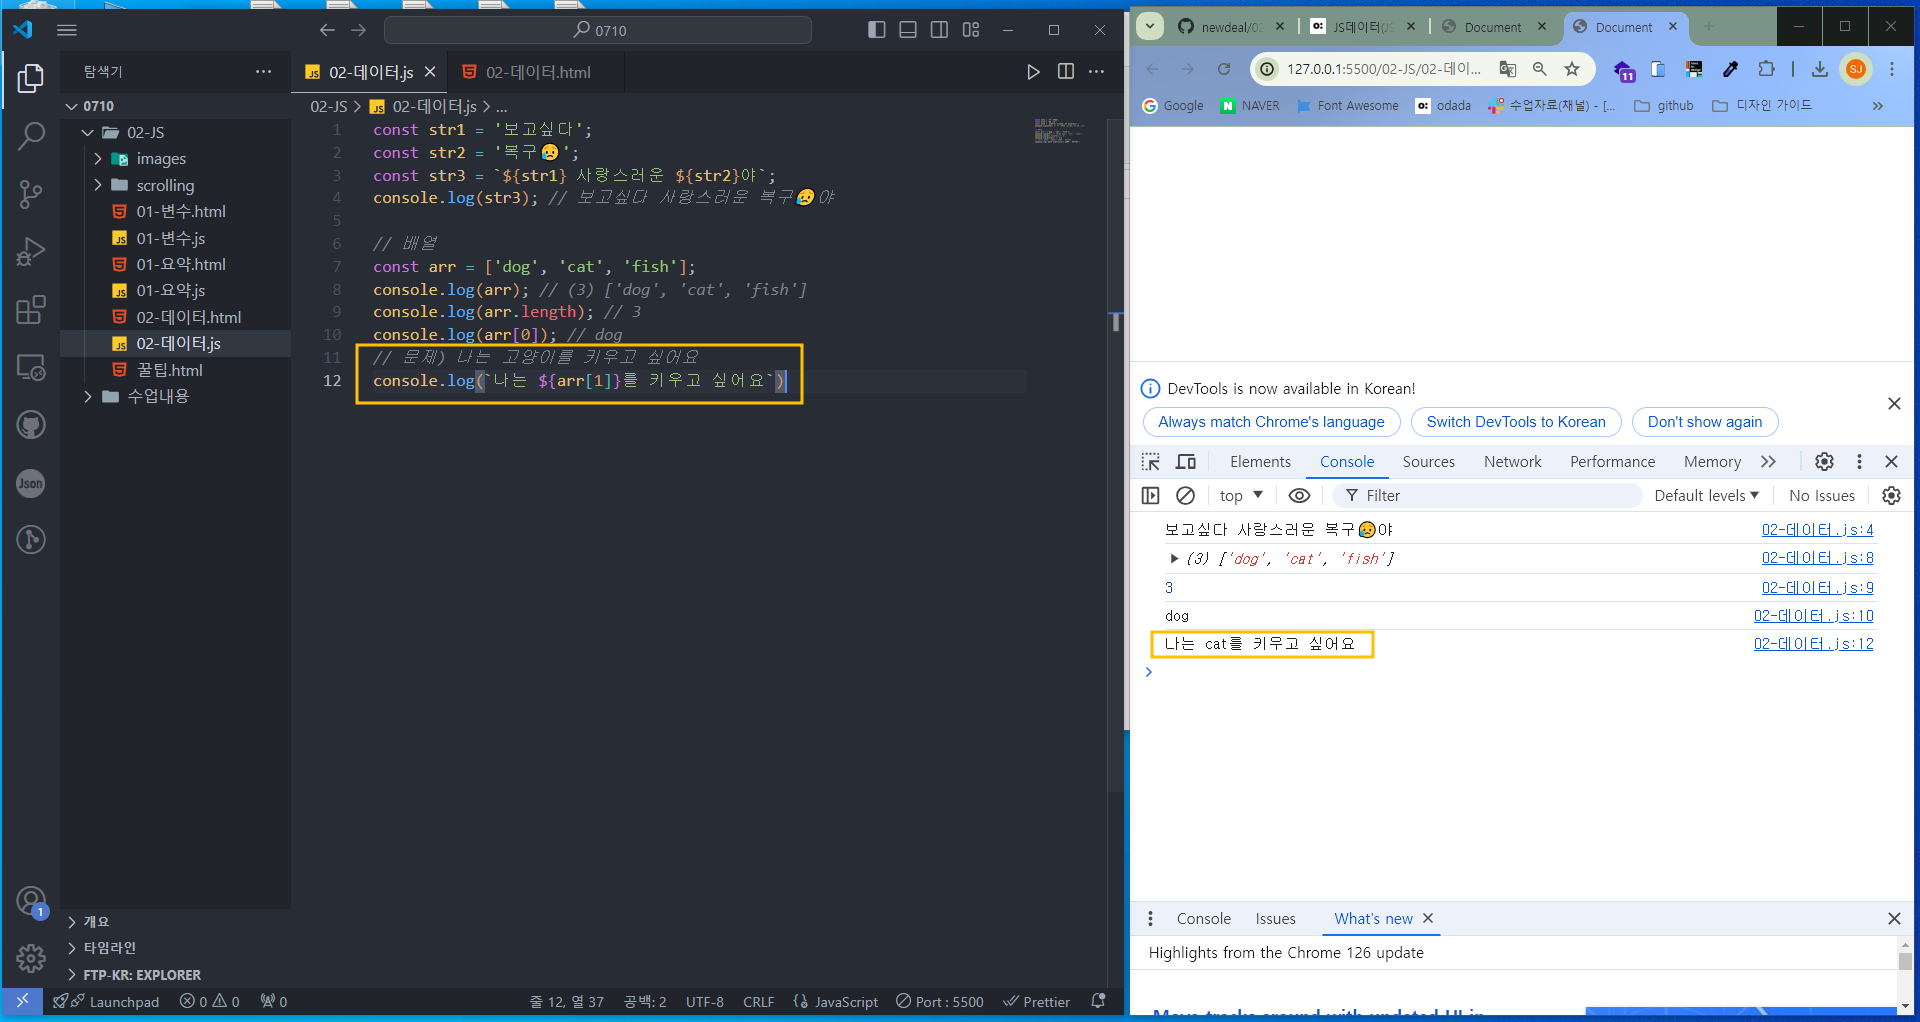 0710
탐색기
02-데이터.js
02-데이터.html
0710
02-JS
images
scrolling
01-변수.html
01-변수.js
01-요약.html
01-요약.js
02-데이터.html
02-데이터.js
꿀팁.html
수업내용
개요
타임라인
FTP-KR: EXPLORER
Json
1
02-JS > JS 02-데이터.js > ...
1 const str1 = '보고싶다';
2 const str2 = '복구😥';
3 const str3 = `${str1} 사랑스러운 ${str2}야`;
4 console.log(str3); // 보고싶다 사랑스러운 복구😥야
5
6 // 배열
7 const arr = ['dog', 'cat', 'fish'];
8 console.log(arr); // (3) ['dog', 'cat', 'fish']
9 console.log(arr.length); // 3
10 console.log(arr[0]); // dog
11 // 문제) 나는 고양이를 키우고 싶어요
12 console.log(`나는 ${arr[1]}를 키우고 싶어요`)
Launchpad 0 0 0 줄 12, 열 37 공백: 2 UTF-8 CRLF {} JavaScript Port : 5500 Prettier
newdeal/02 JS데이터(JS Document Document
127.0.0.1:5500/02-JS/02-데이... 11 SJ
Google NAVER Font Awesome odada 수업자료(채널) - [... github 디자인 가이드
DevTools is now available in Korean!
Always match Chrome's language Switch DevTools to Korean Don't show again
Elements Console Sources Network Performance Memory
top Filter Default levels No Issues
보고싶다 사랑스러운 복구😥야 02-데이터.js:4
(3) ['dog', 'cat', 'fish'] 02-데이터.js:8
3 02-데이터.js:9
dog 02-데이터.js:10
나는 cat를 키우고 싶어요 02-데이터.js:12
Console Issues What's new
Highlights from the Chrome 126 update